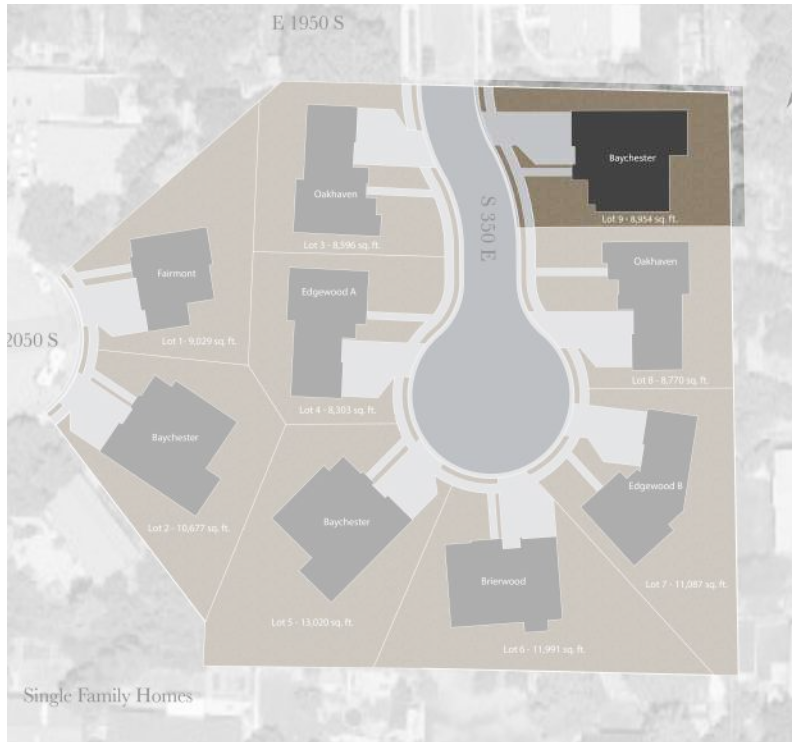 E 1950 S
Baychester
Oakhaven
Lot 9 - 8,954 sq. ft.
S 350 E
Lot 3 - 8,596 sq. ft.
Fairmont
Oakhaven
Edgewood A
2050 S
Lot 1 - 9,029 sq. ft.
Lot 8 - 8,770 sq. ft.
Lot 4 - 8,303 sq. ft.
Baychester
Edgewood B
Baychester
Lot 2 - 10,677 sq. ft.
Brierwood
Lot 7 - 11,087 sq. ft.
Lot 5 - 13,020 sq. ft.
Lot 6 - 11,991 sq. ft.
Single Family Homes